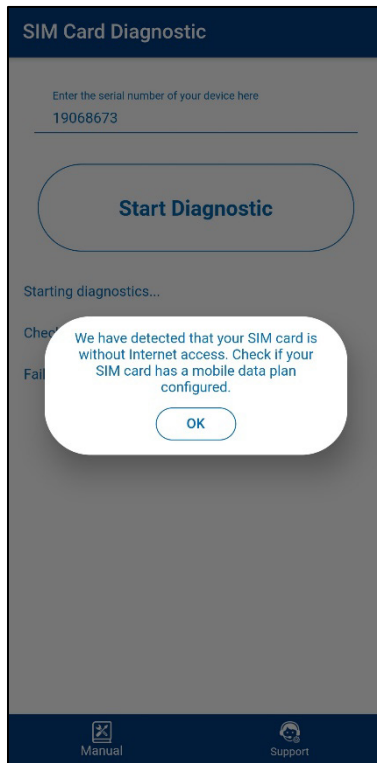 SIM Card Diagnostic
Enter the serial number of your device here
19068673
Start Diagnostic
Starting diagnostics...
We have detected that your SIM card is
without Internet access. Check if your
SIM card has a mobile data plan
configured.
OK
Manual
Support